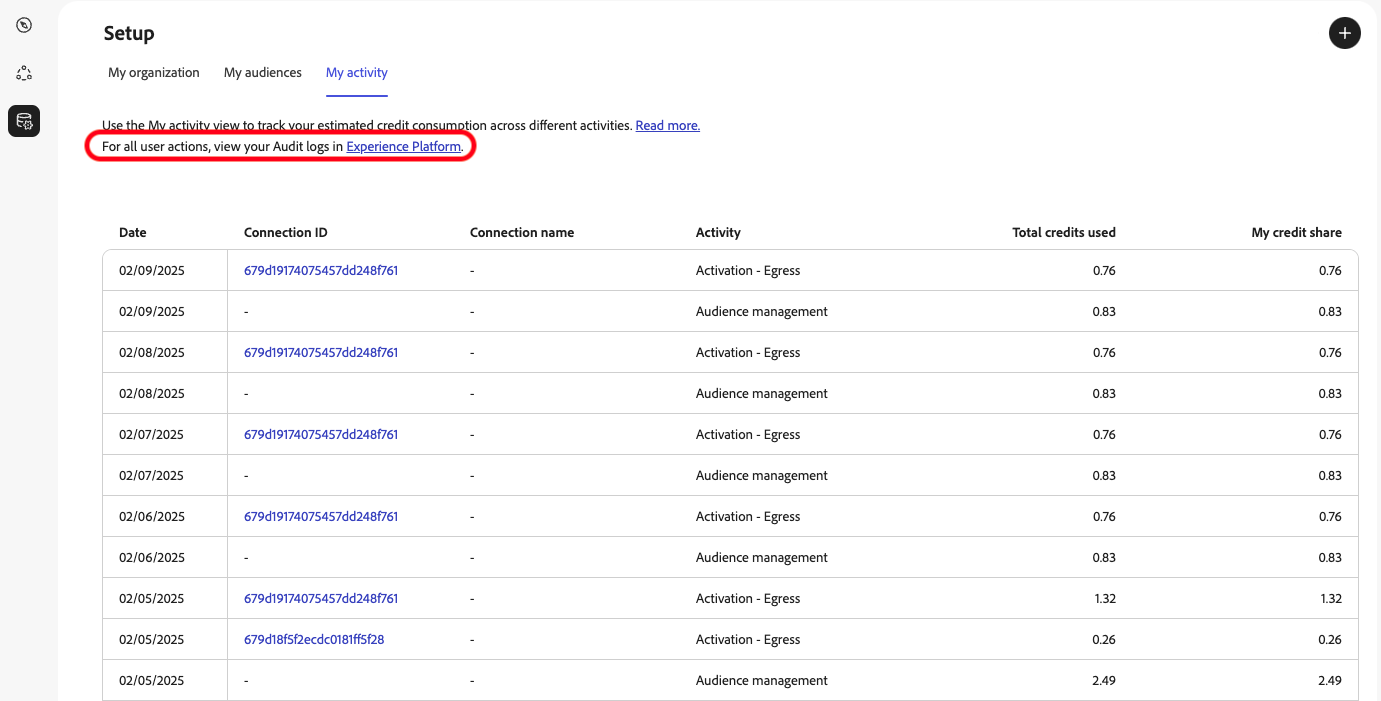 Setup
My organization My audiences My activity
Use the My activity view to track your estimated credit consumption across different activities. Read more.
For all user actions, view your Audit logs in Experience Platform.
Date Connection ID Connection name Activity Total credits used My credit share
02/09/2025 679d19174075457dd248f761 - Activation - Egress 0.76 0.76
02/09/2025 - - Audience management 0.83 0.83
02/08/2025 679d19174075457dd248f761 - Activation - Egress 0.76 0.76
02/08/2025 - - Audience management 0.83 0.83
02/07/2025 679d19174075457dd248f761 - Activation - Egress 0.76 0.76
02/07/2025 - - Audience management 0.83 0.83
02/06/2025 679d19174075457dd248f761 - Activation - Egress 0.76 0.76
02/06/2025 - - Audience management 0.83 0.83
02/05/2025 679d19174075457dd248f761 - Activation - Egress 1.32 1.32
02/05/2025 679d18f5f2ecdc0181ff5f28 - Activation - Egress 0.26 0.26
02/05/2025 - - Audience management 2.49 2.49